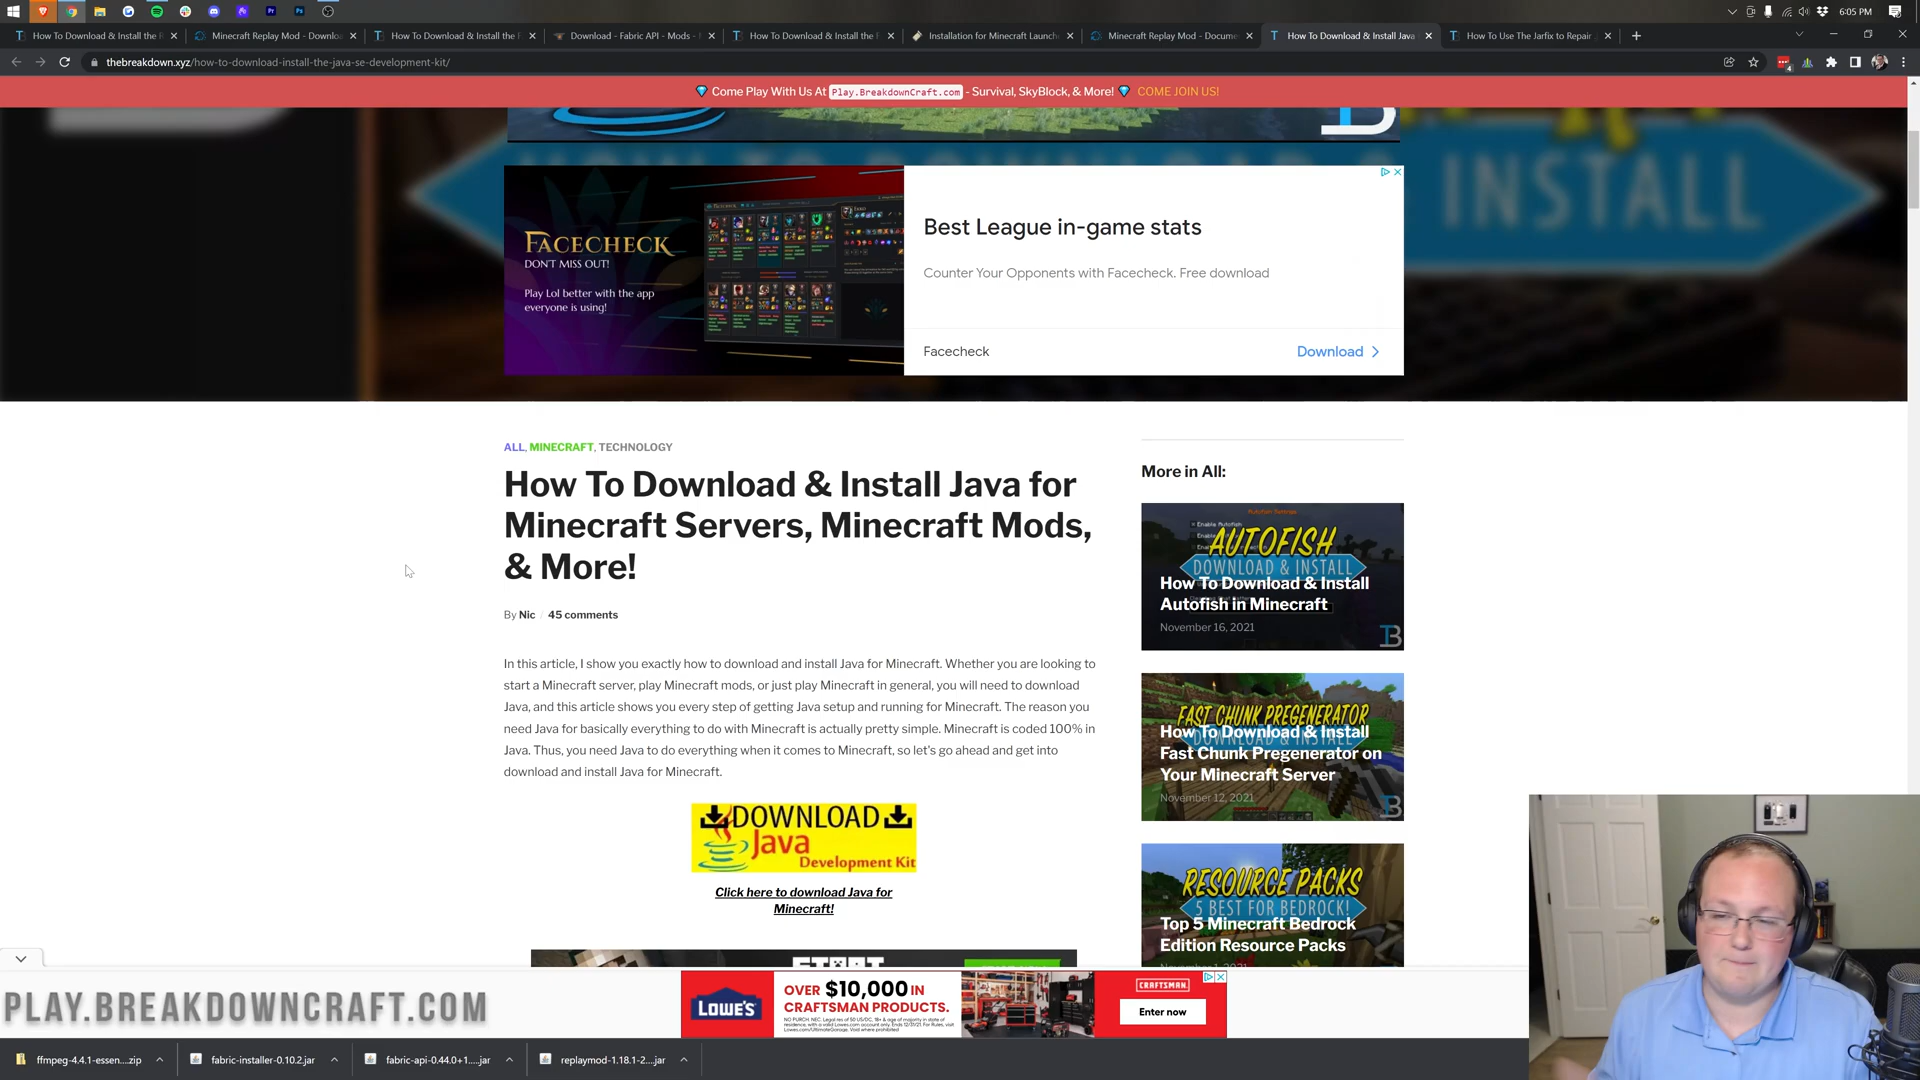 6:05 PM
How To Download & Install the R
Minecraft Replay Mod - Downloa
How To Download & Install the F
Download - Fabric API - Mods -
How To Download & Install the F
Installation for Minecraft Launch
Minecraft Replay Mod - Docume
How To Download & Install Java
How To Use The Jarfix to Repair
thebreakdown.xyz/how-to-download-install-the-java-se-development-kit/
Come Play With Us At Play.BreakdownCraft.com - Survival, SkyBlock, & More! COME JOIN US!
INSTALL
FACECHECK
DON'T MISS OUT!
Play Lol better with the app
everyone is using!
Best League in-game stats
Counter Your Opponents with Facecheck. Free download
Facecheck
Download
ALL, MINECRAFT, TECHNOLOGY
How To Download & Install Java for
Minecraft Servers, Minecraft Mods,
& More!
By Nic / 45 comments
In this article, I show you exactly how to download and install Java for Minecraft. Whether you are looking to
start a Minecraft server, play Minecraft mods, or just play Minecraft in general, you will need to download
Java, and this article shows you every step of getting Java setup and running for Minecraft. The reason you
need Java for basically everything to do with Minecraft is actually pretty simple. Minecraft is coded 100% in
Java. Thus, you need Java to do everything when it comes to Minecraft, so let's go ahead and get into
download and install Java for Minecraft.
DOWNLOAD
Java
Development Kit
Click here to download Java for
Minecraft!
More in All:
AUTOFISH
DOWNLOAD & INSTALL
How To Download & Install
Autofish in Minecraft
November 16, 2021
FAST CHUNK PREGENERATOR
DOWNLOAD & INSTALL
How To Download & Install
Fast Chunk Pregenerator on
Your Minecraft Server
November 12, 2021
RESOURCE PACKS
5 BEST FOR BEDROCK!
Top 5 Minecraft Bedrock
Edition Resource Packs
PLAY.BREAKDOWNCRAFT.COM
LOWE'S
OVER $10,000 IN
CRAFTSMAN PRODUCTS.
CRAFTSMAN
Enter now
ffmpeg-4.4.1-essen....zip
fabric-installer-0.10.2.jar
fabric-api-0.44.0+1....jar
replaymod-1.18.1-2....jar